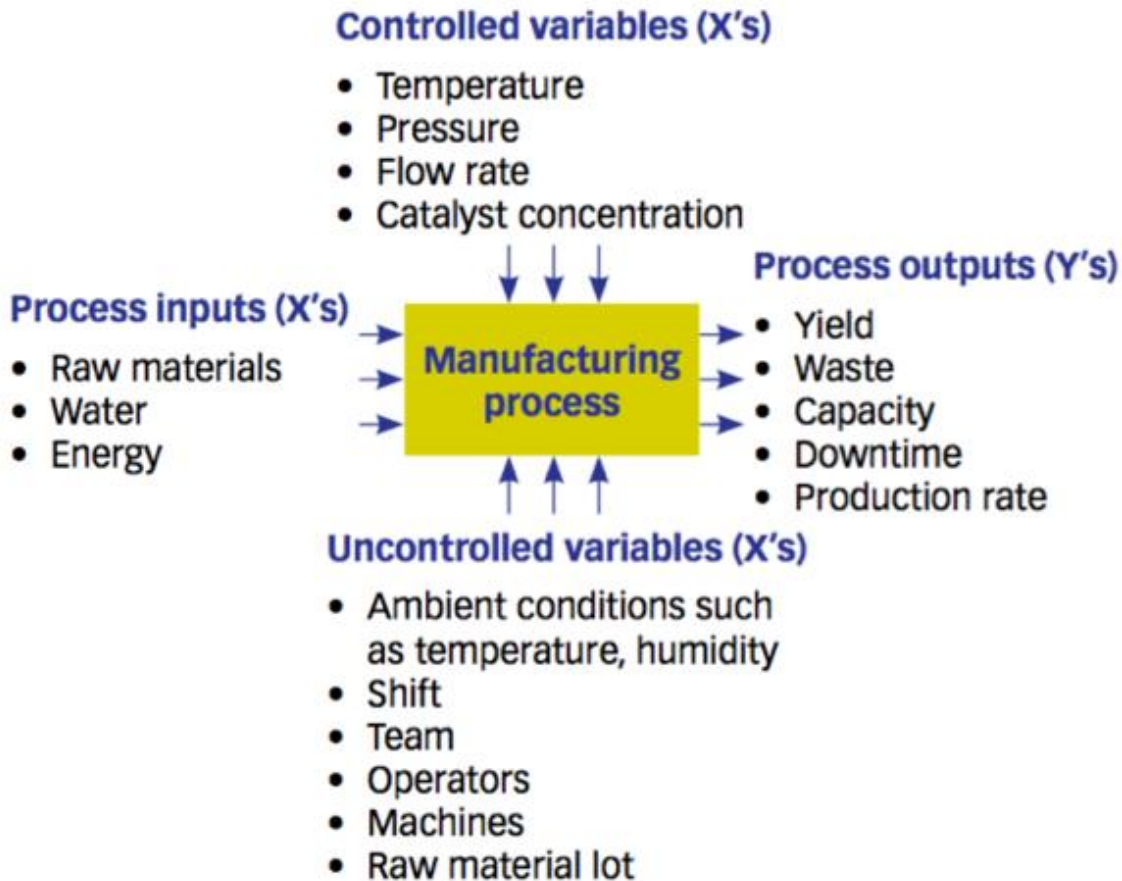 Controlled variables (X's)
• Temperature
• Pressure
• Flow rate
• Catalyst concentration
Process inputs (X's)
• Raw materials
• Water
• Energy
Manufacturing
process
Process outputs (Y's)
• Yield
• Waste
• Capacity
• Downtime
• Production rate
Uncontrolled variables (X's)
• Ambient conditions such
as temperature, humidity
• Shift
• Team
• Operators
• Machines
• Raw material lot